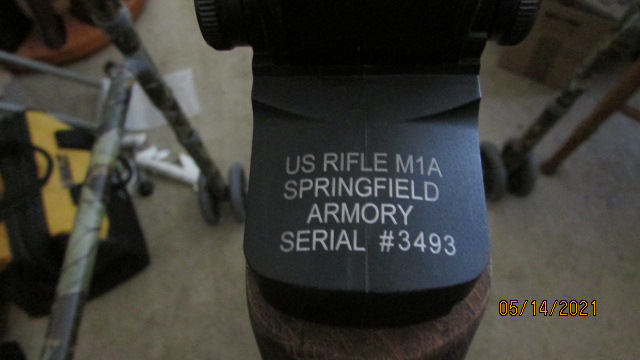 US RIFLE M1A
SPRINGFIELD
ARMORY
SERIAL #3493
05/14/2021